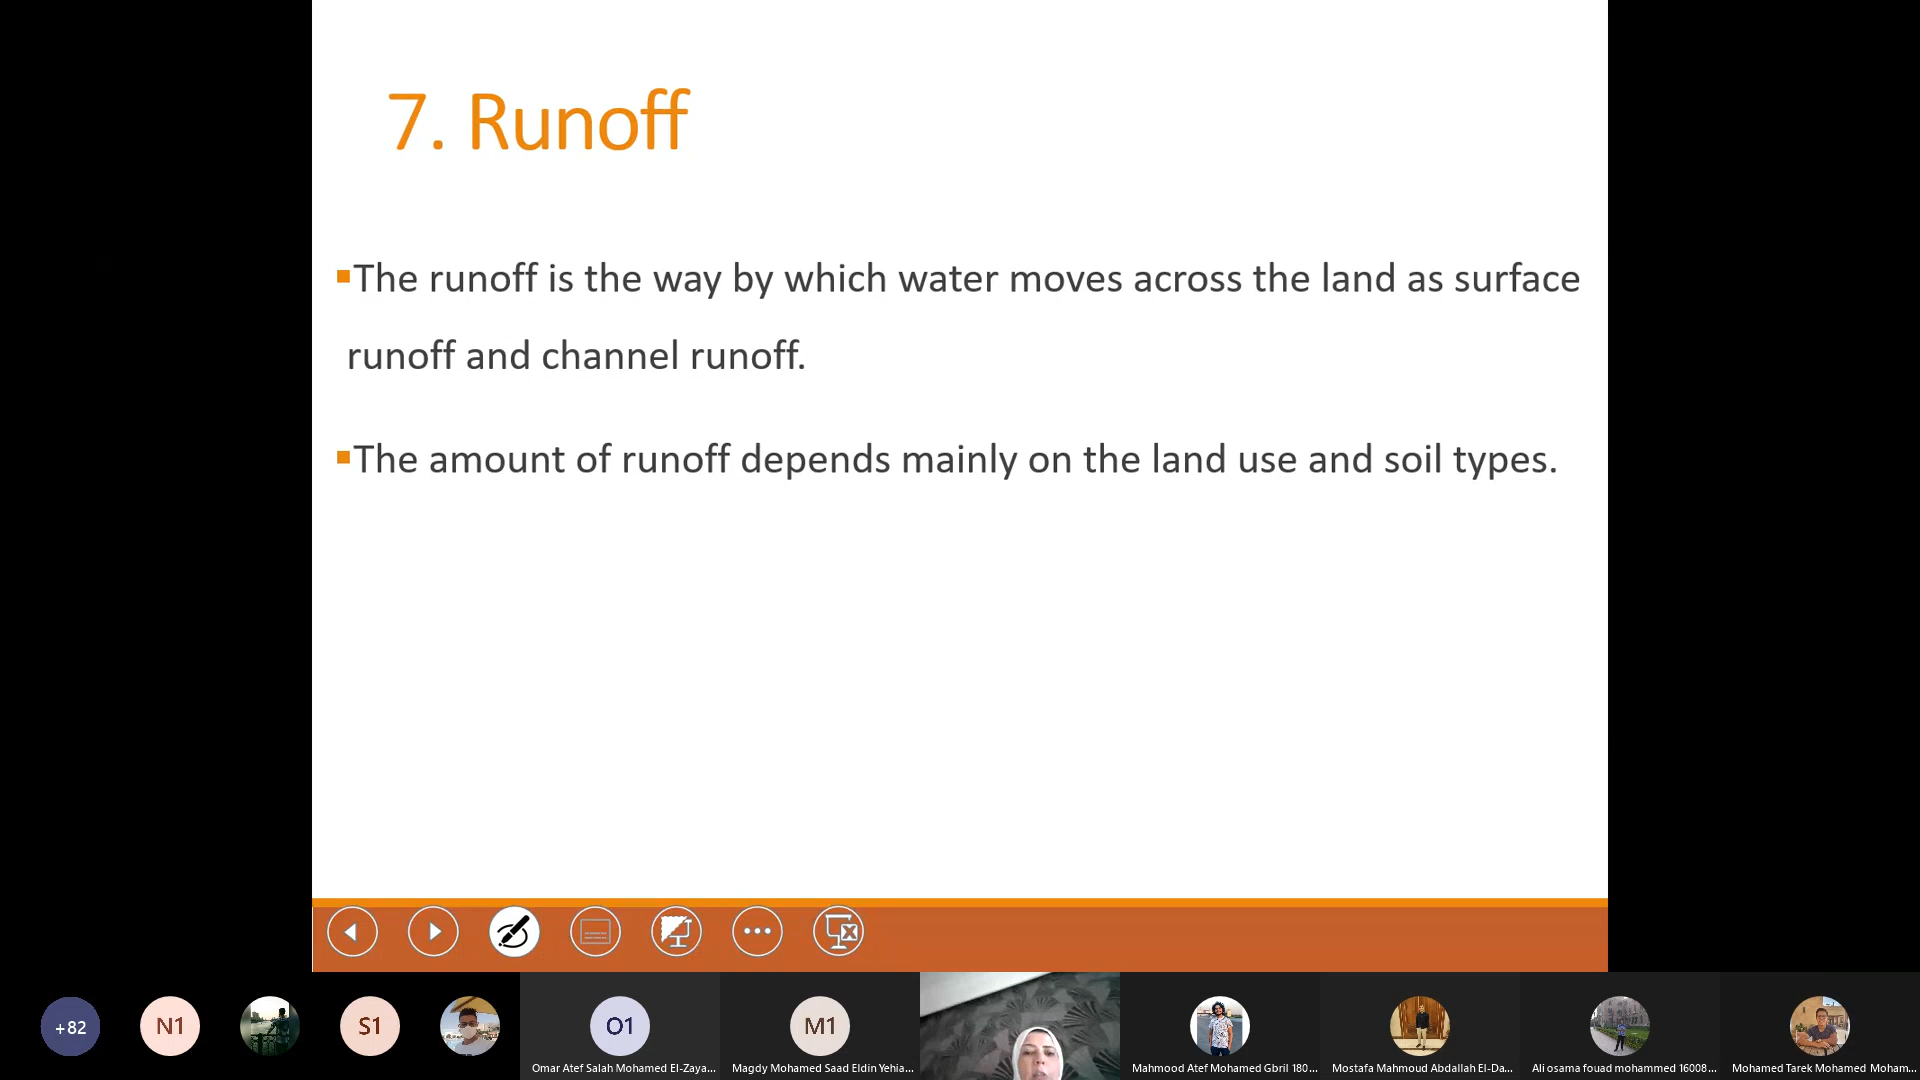 7. Runoff
▪The runoff is the way by which water moves across the land as surface
runoff and channel runoff.
▪The amount of runoff depends mainly on the land use and soil types.
+82
N1
S1
O1
M1
Omar Atef Salah Mohamed El-Zaya...
Magdy Mohamed Saad Eldin Yehia...
Mahmood Atef Mohamed Gbril 180...
Mostafa Mahmoud Abdallah El-Da...
Ali osama fouad mohammed 16008...
Mohamed Tarek Mohamed Moham...